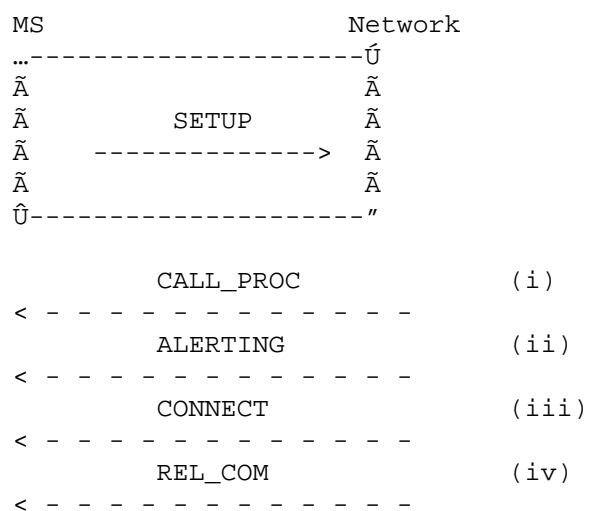 MS Network
…---------------------Ú
Ã Ã
Ã SETUP Ã
Ã --------------> Ã
Ã Ã
Û---------------------”
CALL_PROC (i)
< - - - - - - - - - - - -
ALERTING (ii)
< - - - - - - - - - - - -
CONNECT (iii)
< - - - - - - - - - - - -
REL_COM (iv)
< - - - - - - - - - - - -